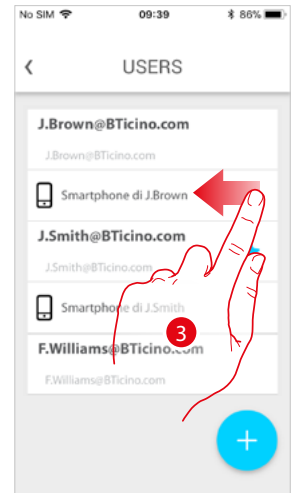 No SIM 09:39 86%
USERS
J.Brown@BTicino.com
J.Brown@BTicino.com
Smartphone di J.Brown
J.Smith@BTicino.com
J.Smith@BTicino.com
Smartphone di J.Smith
3
F.Williams@BTicino.com
F.Williams@BTicino.com
+